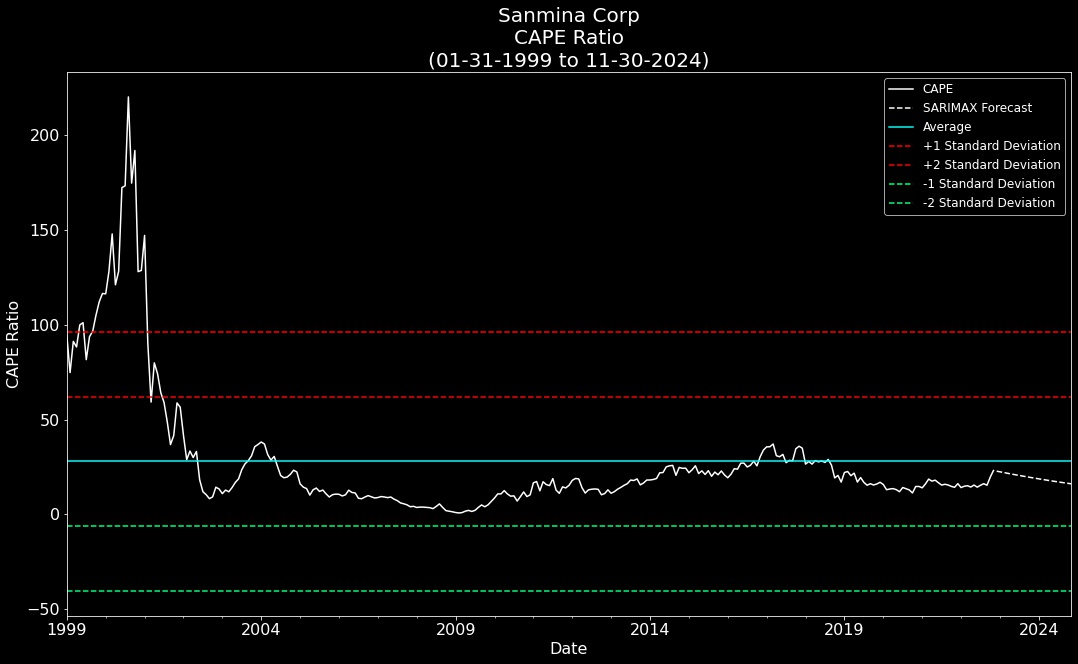 Sanmina Corp
CAPE Ratio
(01-31-1999 to 11-30-2024)
CAPE
SARIMAX Forecast
Average
+1 Standard Deviation
+2 Standard Deviation
-1 Standard Deviation
-2 Standard Deviation
CAPE Ratio
200
150
100
50
0
−50
1999
2004
2009
2014
2019
2024
Date